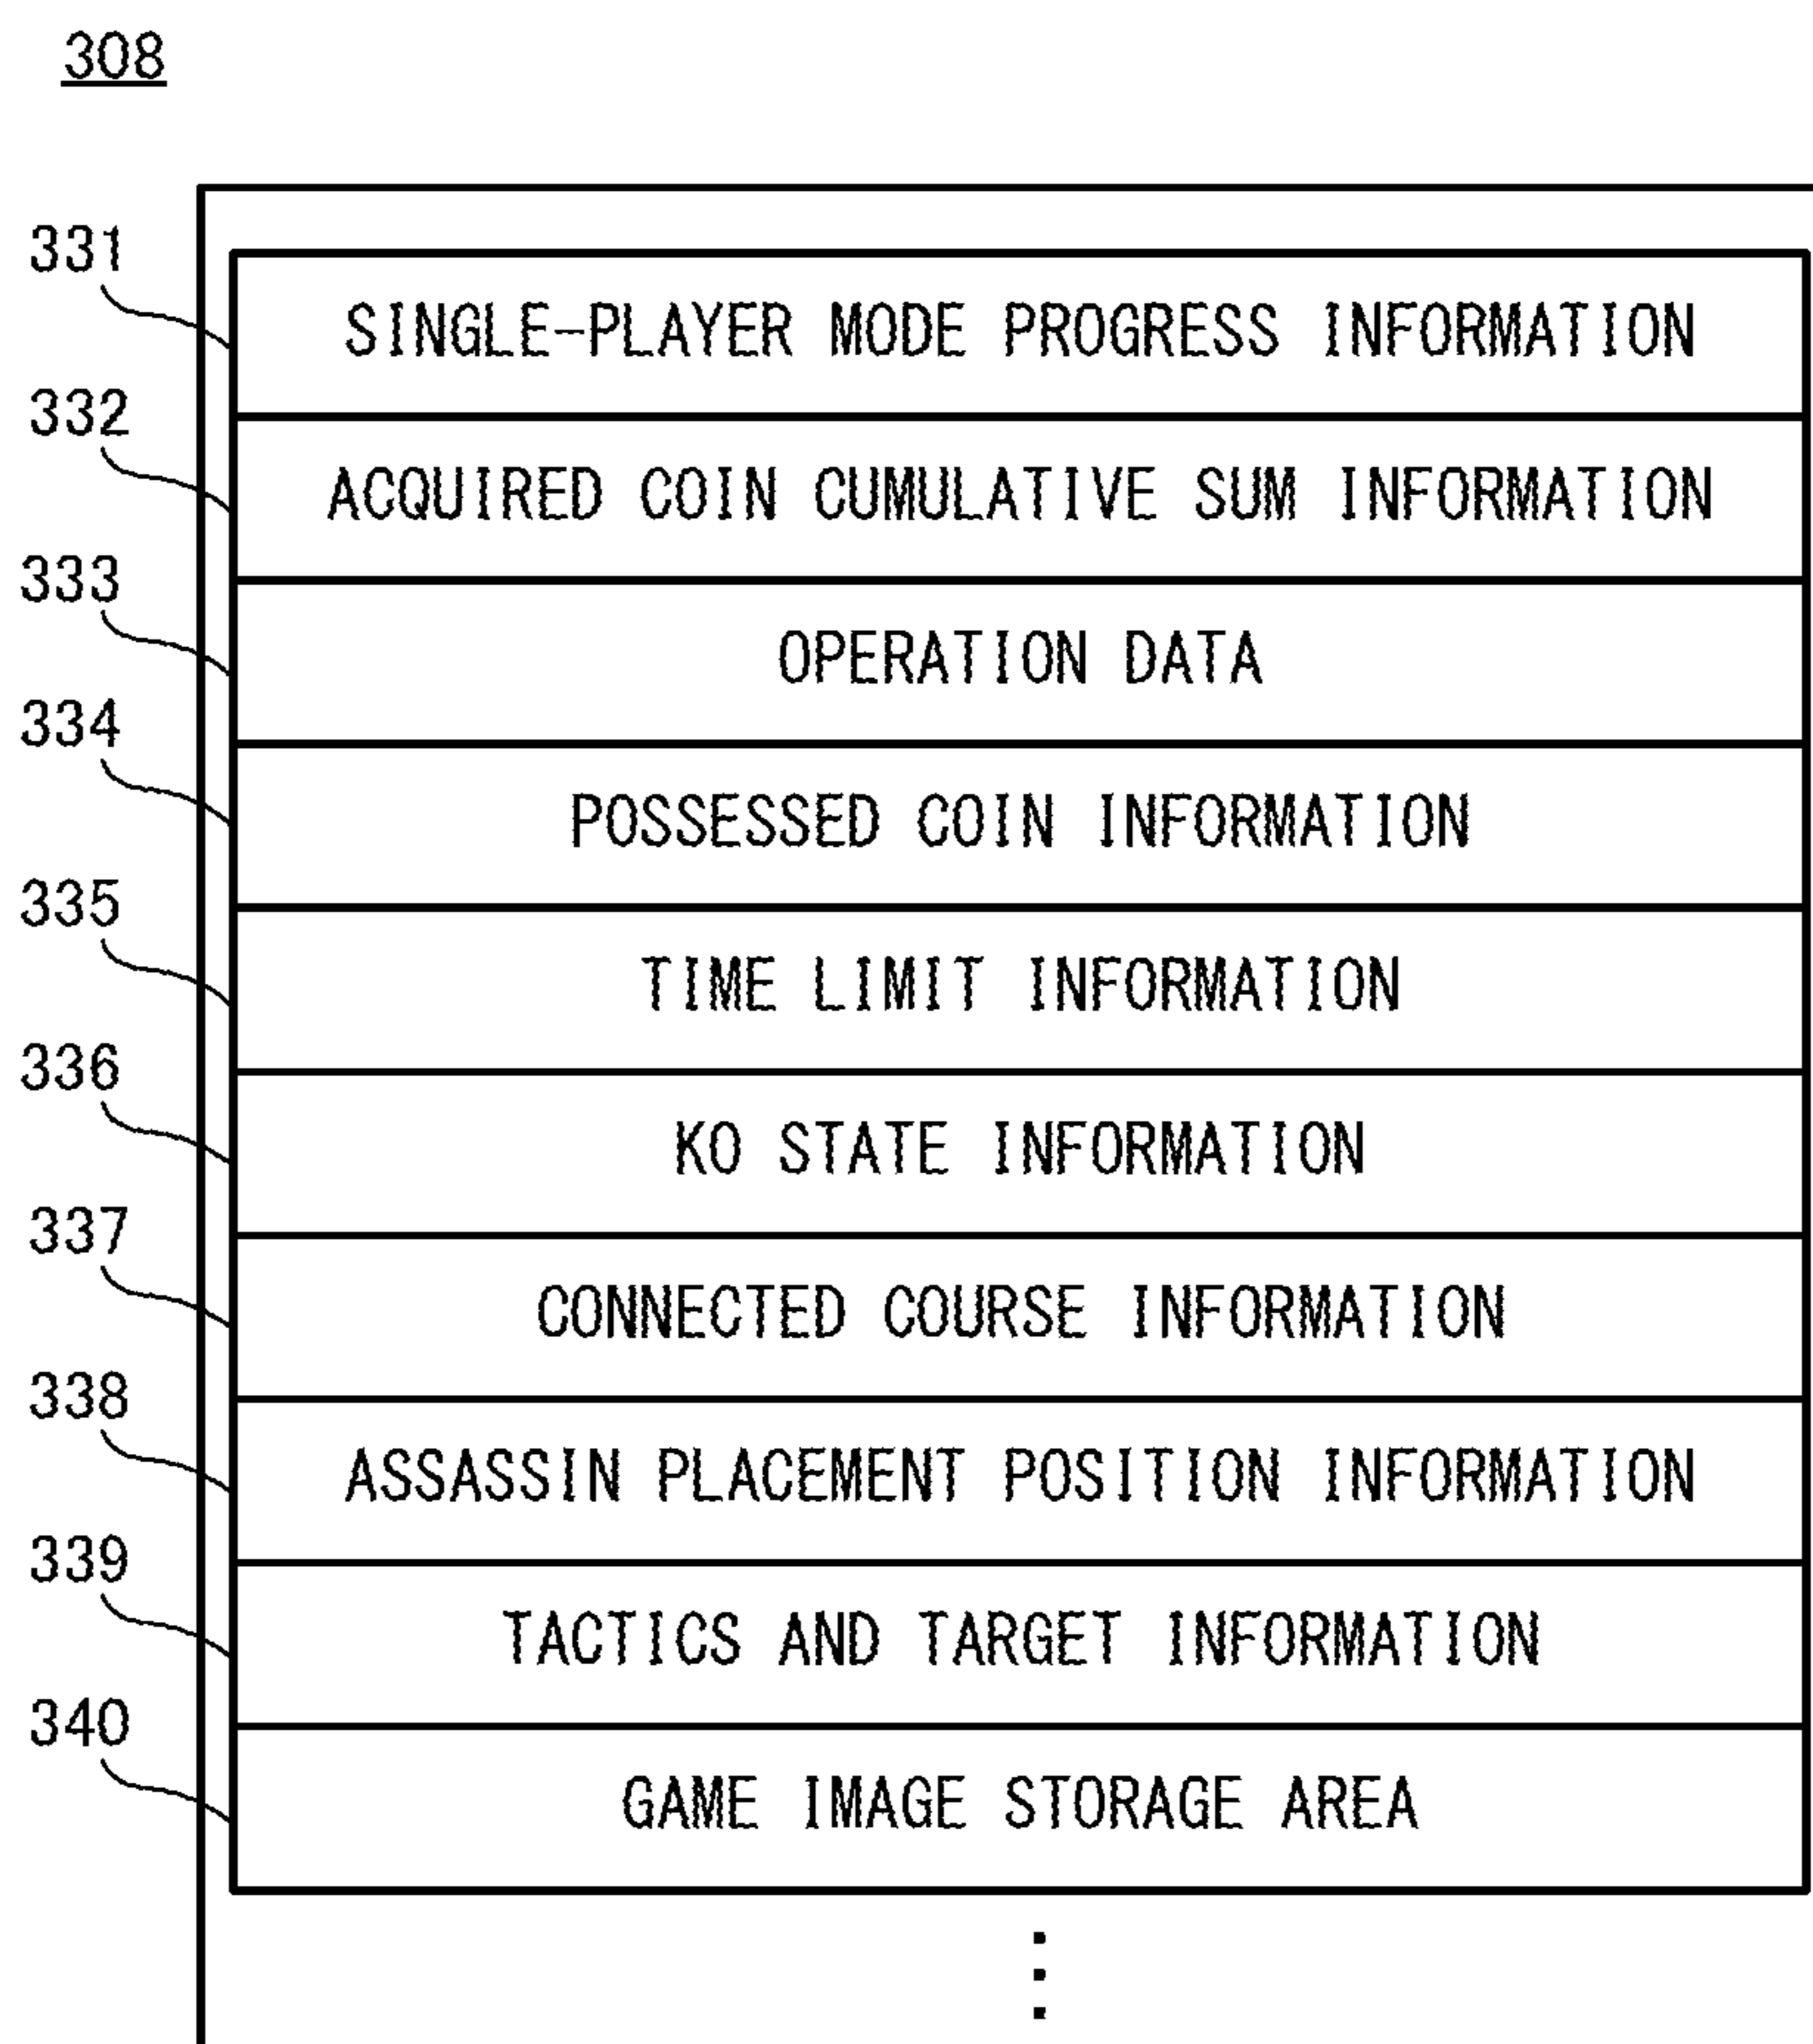 308
331 SINGLE-PLAYER MODE PROGRESS INFORMATION
332 ACQUIRED COIN CUMULATIVE SUM INFORMATION
333 OPERATION DATA
334 POSSESSED COIN INFORMATION
335 TIME LIMIT INFORMATION
336 KO STATE INFORMATION
337 CONNECTED COURSE INFORMATION
338 ASSASSIN PLACEMENT POSITION INFORMATION
339 TACTICS AND TARGET INFORMATION
340 GAME IMAGE STORAGE AREA